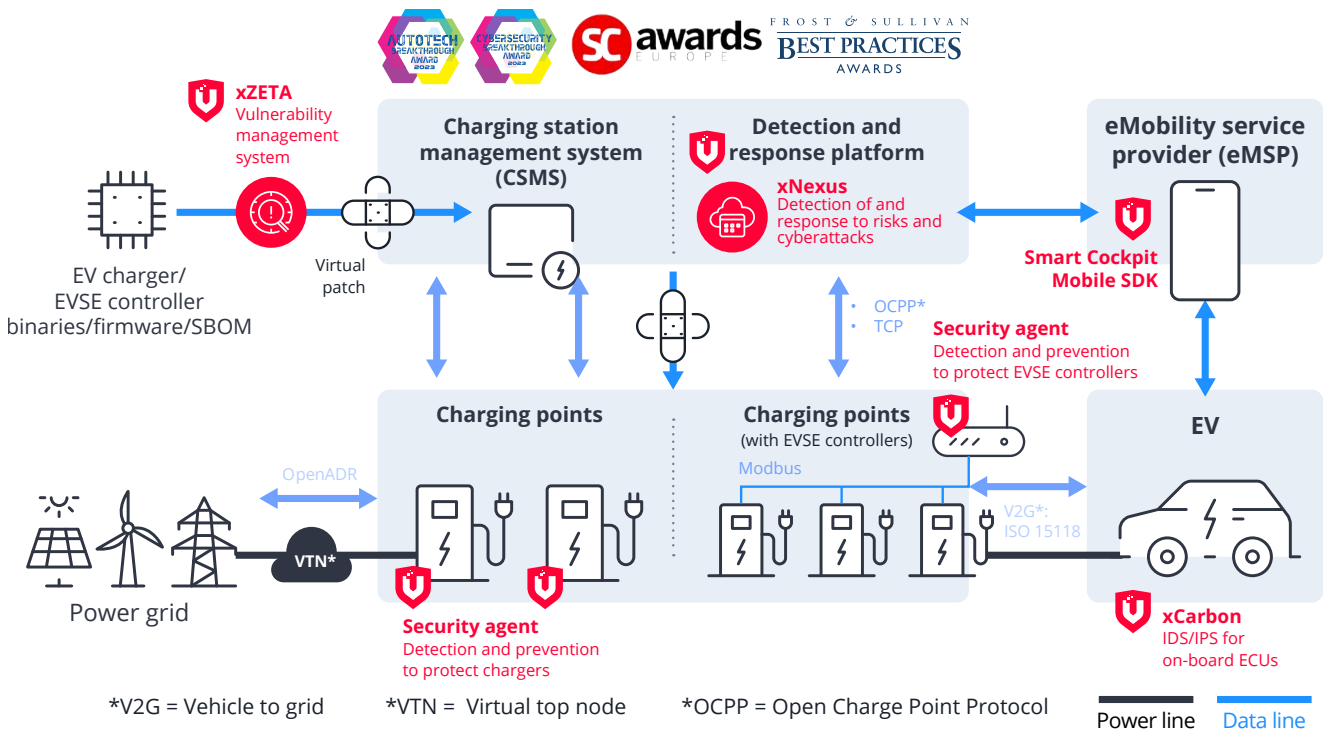 AUTOTECH
BREAKTHROUGH
AWARD
2023
CYBERSECURITY
BREAKTHROUGH
AWARD
2023
SC awards
EUROPE
FROST & SULLIVAN
BEST PRACTICES
AWARDS
xZETA
Vulnerability
management
system
Charging station
management system
(CSMS)
Detection and
response platform
xNexus
Detection of and
response to risks and
cyberattacks
eMobility service
provider (eMSP)
Smart Cockpit
Mobile SDK
EV charger/
EVSE controller
binaries/firmware/SBOM
Virtual
patch
• OCPP*
• TCP
Security agent
Detection and prevention
to protect EVSE controllers
Charging points
Charging points
(with EVSE controllers)
Modbus
EV
OpenADR
V2G*:
ISO 15118
VTN*
Power grid
Security agent
Detection and prevention
to protect chargers
xCarbon
IDS/IPS for
on-board ECUs
*V2G = Vehicle to grid
*VTN = Virtual top node
*OCPP = Open Charge Point Protocol
Power line
Data line